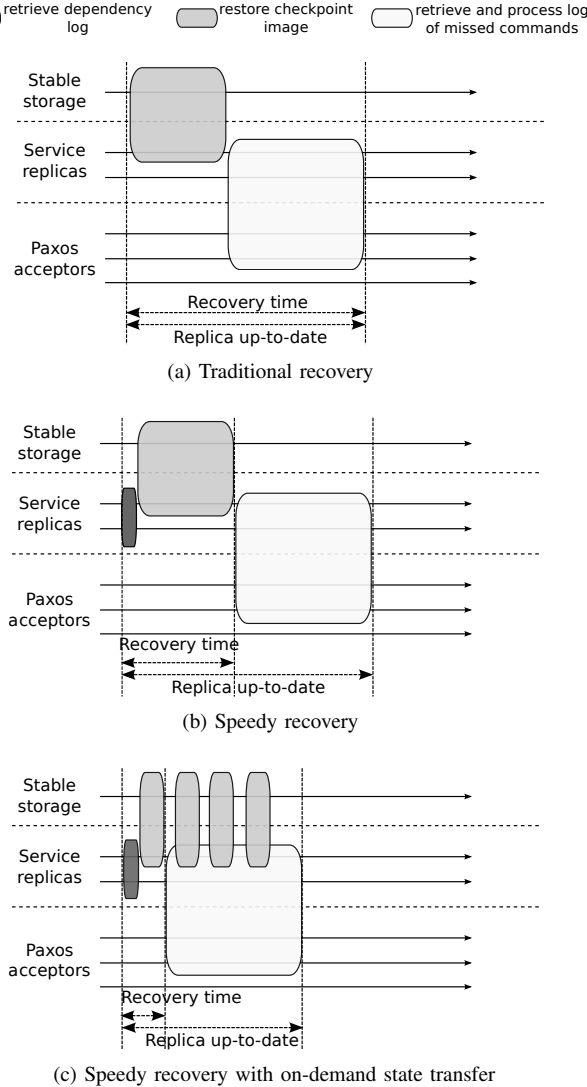 retrieve dependency
log
restore checkpoint
image
retrieve and process log
of missed commands
Stable
storage
Service
replicas
Paxos
acceptors
Recovery time
Replica up-to-date
(a) Traditional recovery
Stable
storage
Service
replicas
Paxos
acceptors
Recovery time
Replica up-to-date
(b) Speedy recovery
Stable
storage
Service
replicas
Paxos
acceptors
Recovery time
Replica up-to-date
(c) Speedy recovery with on-demand state transfer